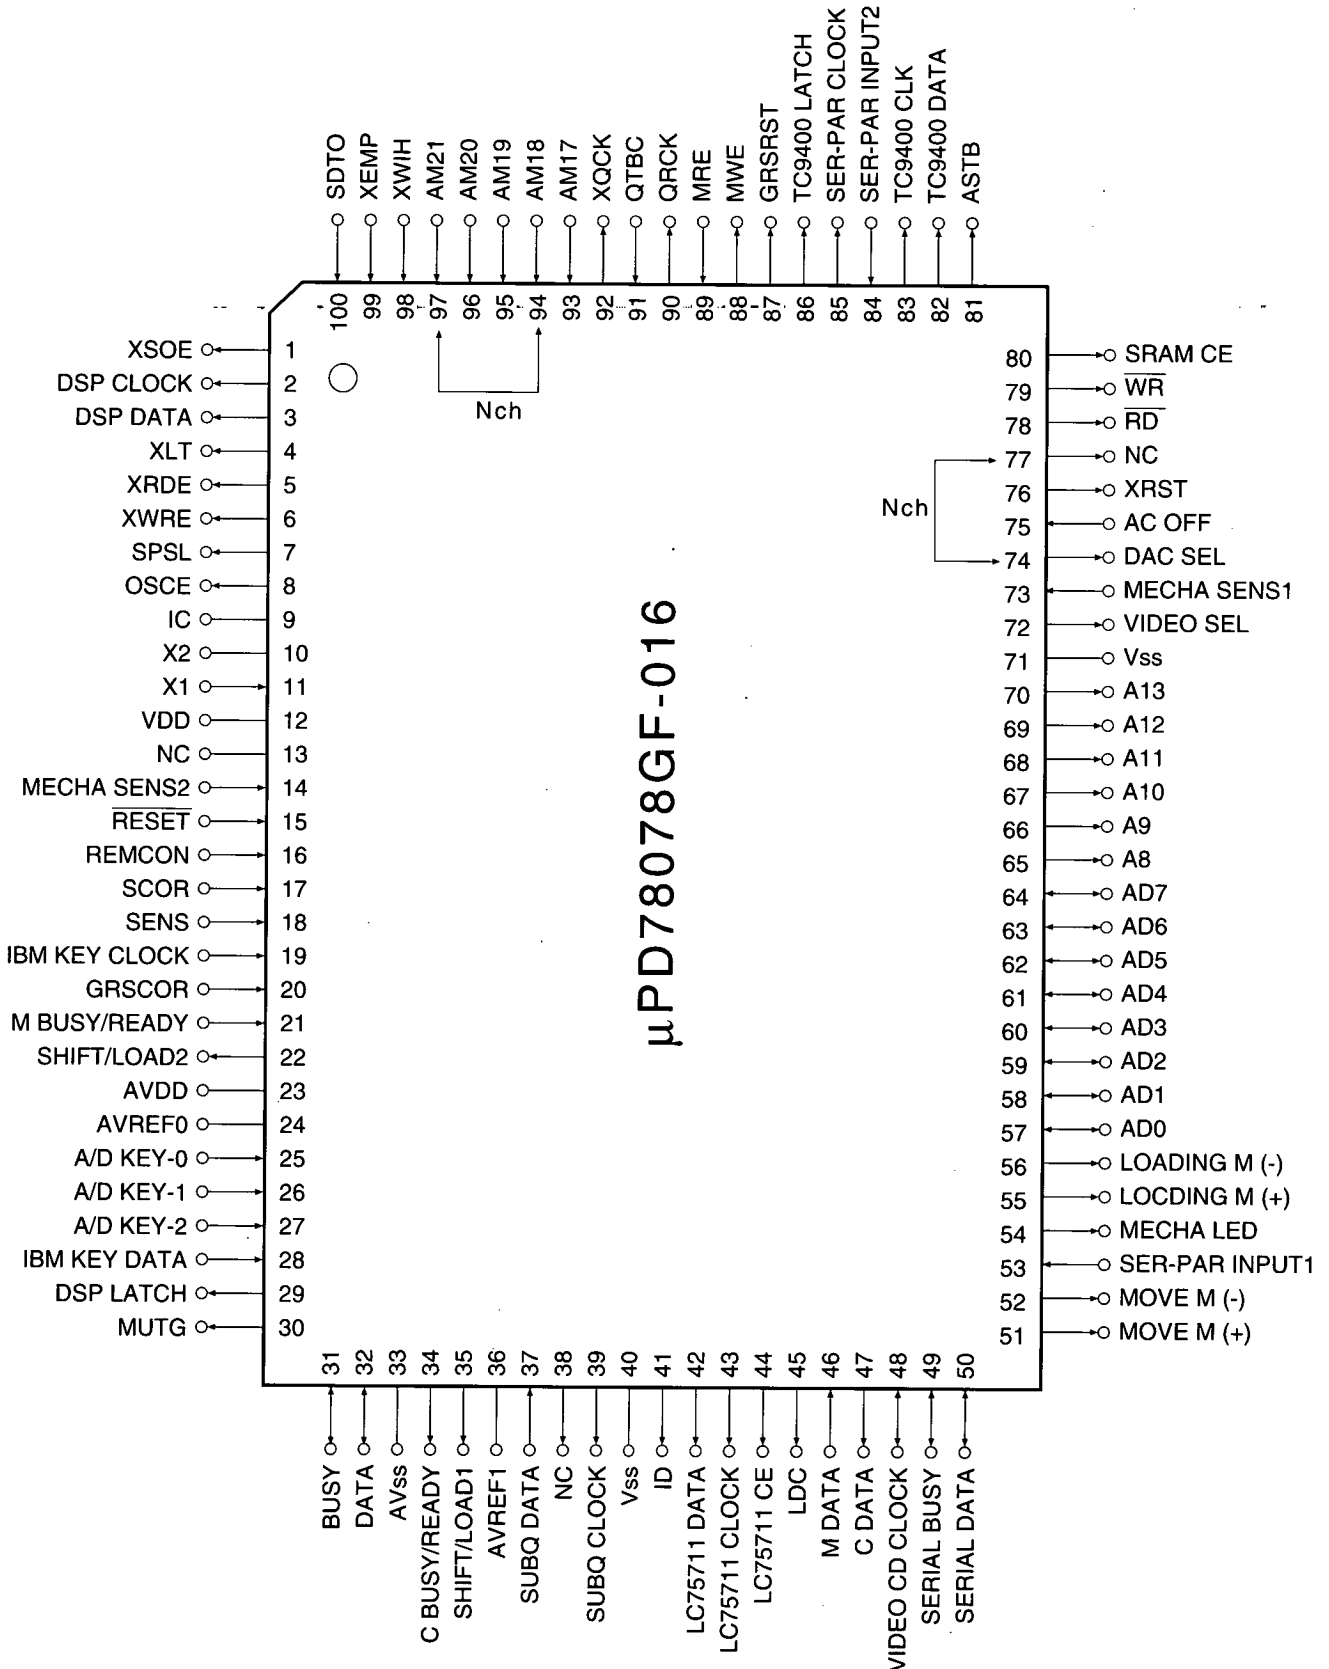 SDTO
XEMP
XWIH
AM21
AM20
AM19
AM18
AM17
XQCK
QTBC
QRCK
MRE
MWE
GRSRST
TC9400 LATCH
SER-PAR CLOCK
SER-PAR INPUT2
TC9400 CLK
TC9400 DATA
ASTB
100
99
98
97
96
95
94
93
92
91
90
89
88
87
86
85
84
83
82
81
Nch
XSOE 1
DSP CLOCK 2
DSP DATA 3
XLT 4
XRDE 5
XWRE 6
SPSL 7
OSCE 8
IC 9
X2 10
X1 11
VDD 12
NC 13
MECHA SENS2 14
RESET 15
REMCON 16
SCOR 17
SENS 18
IBM KEY CLOCK 19
GRSCOR 20
M BUSY/READY 21
SHIFT/LOAD2 22
AVDD 23
AVREF0 24
A/D KEY-0 25
A/D KEY-1 26
A/D KEY-2 27
IBM KEY DATA 28
DSP LATCH 29
MUTG 30
μPD78078GF-016
Nch
80 SRAM CE
79 WR
78 RD
77 NC
76 XRST
75 AC OFF
74 DAC SEL
73 MECHA SENS1
72 VIDEO SEL
71 Vss
70 A13
69 A12
68 A11
67 A10
66 A9
65 A8
64 AD7
63 AD6
62 AD5
61 AD4
60 AD3
59 AD2
58 AD1
57 AD0
56 LOADING M (-)
55 LOCDING M (+)
54 MECHA LED
53 SER-PAR INPUT1
52 MOVE M (-)
51 MOVE M (+)
31
32
33
34
35
36
37
38
39
40
41
42
43
44
45
46
47
48
49
50
BUSY
DATA
AVss
C BUSY/READY
SHIFT/LOAD1
AVREF1
SUBQ DATA
NC
SUBQ CLOCK
Vss
ID
LC75711 DATA
LC75711 CLOCK
LC75711 CE
LDC
M DATA
C DATA
VIDEO CD CLOCK
SERIAL BUSY
SERIAL DATA